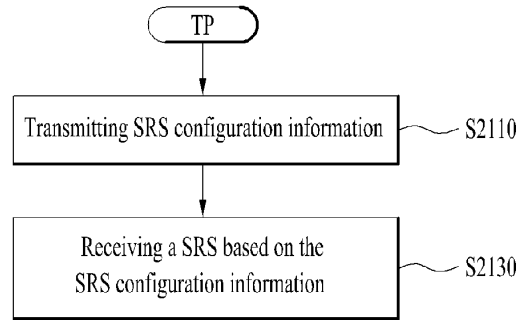 TP
Transmitting SRS configuration information
S2110
Receiving a SRS based on the
SRS configuration information
S2130